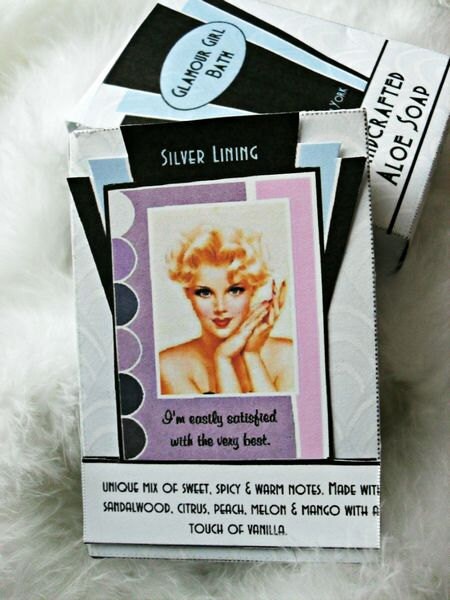 GLAMOUR GIRL
BATH
YORK
ALOE SOAP
SILVER LINING
I'm easily satisfied
with the very best.
UNIQUE MIX OF SWEET, SPICY & WARM NOTES. MADE WITH
SANDALWOOD, CITRUS, PEACH, MELON & MANGO WITH A
TOUCH OF VANILLA.